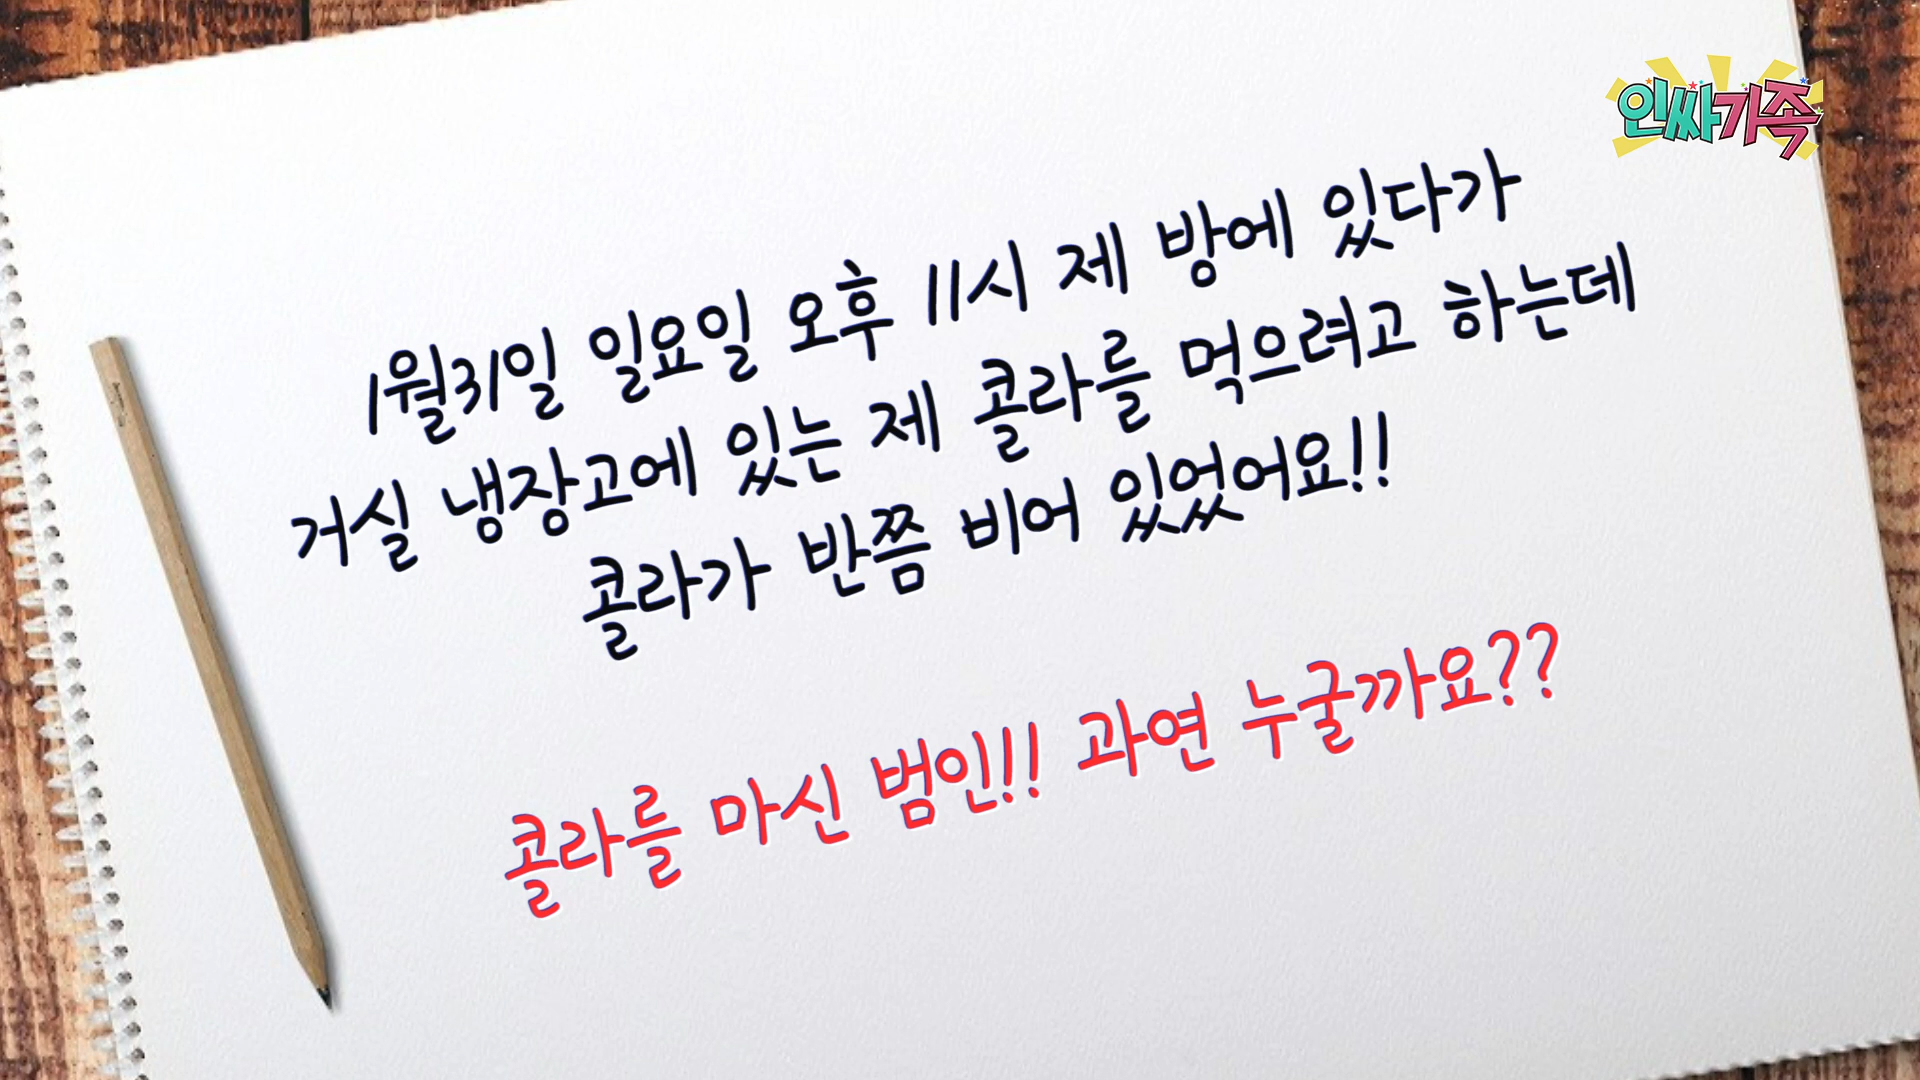 인싸가족
1월31일 일요일 오후 11시 제 방에 있다가
거실 냉장고에 있는 제 콜라를 먹으려고 하는데
콜라가 반쯤 비어 있었어요!!
콜라를 마신 범인!! 과연 누굴까요??